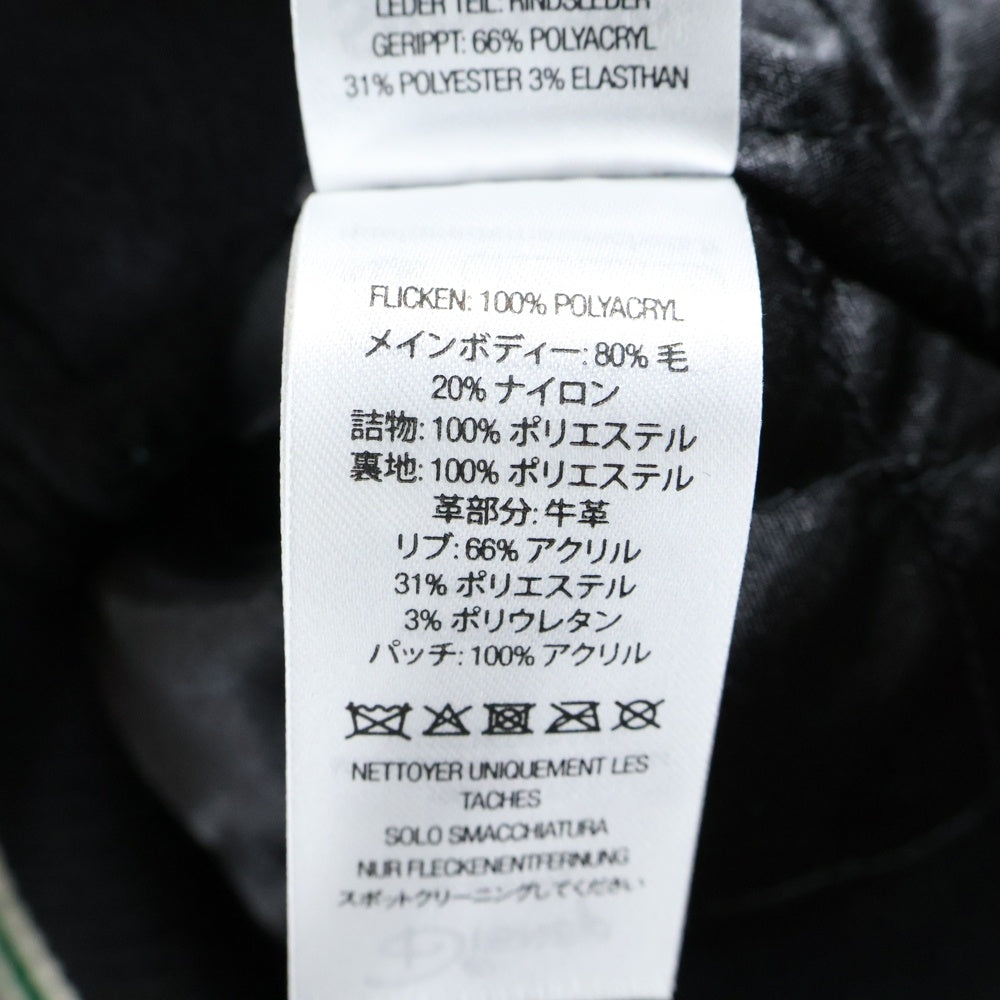 LEDER TEIL: RINDSLEDER
GERIPPT: 66% POLYACRYL
31% POLYESTER 3% ELASTHAN
FLICKEN: 100% POLYACRYL
メインボディー: 80% 毛
20% ナイロン
詰物: 100% ポリエステル
裏地: 100% ポリエステル
革部分: 牛革
リブ: 66% アクリル
31% ポリエステル
3% ポリウレタン
パッチ: 100% アクリル
NETTOYER UNIQUEMENT LES
TACHES
SOLO SMACCHIATURA
NUR FLECKENENTFERNUNG
スポットクリーニングしてください